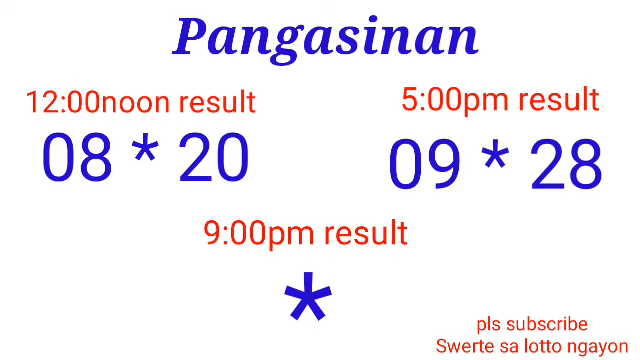 Pangasinan
12:00noon result
08 * 20
5:00pm result
09 * 28
9:00pm result
*
pls subscribe
Swerte sa lotto ngayon